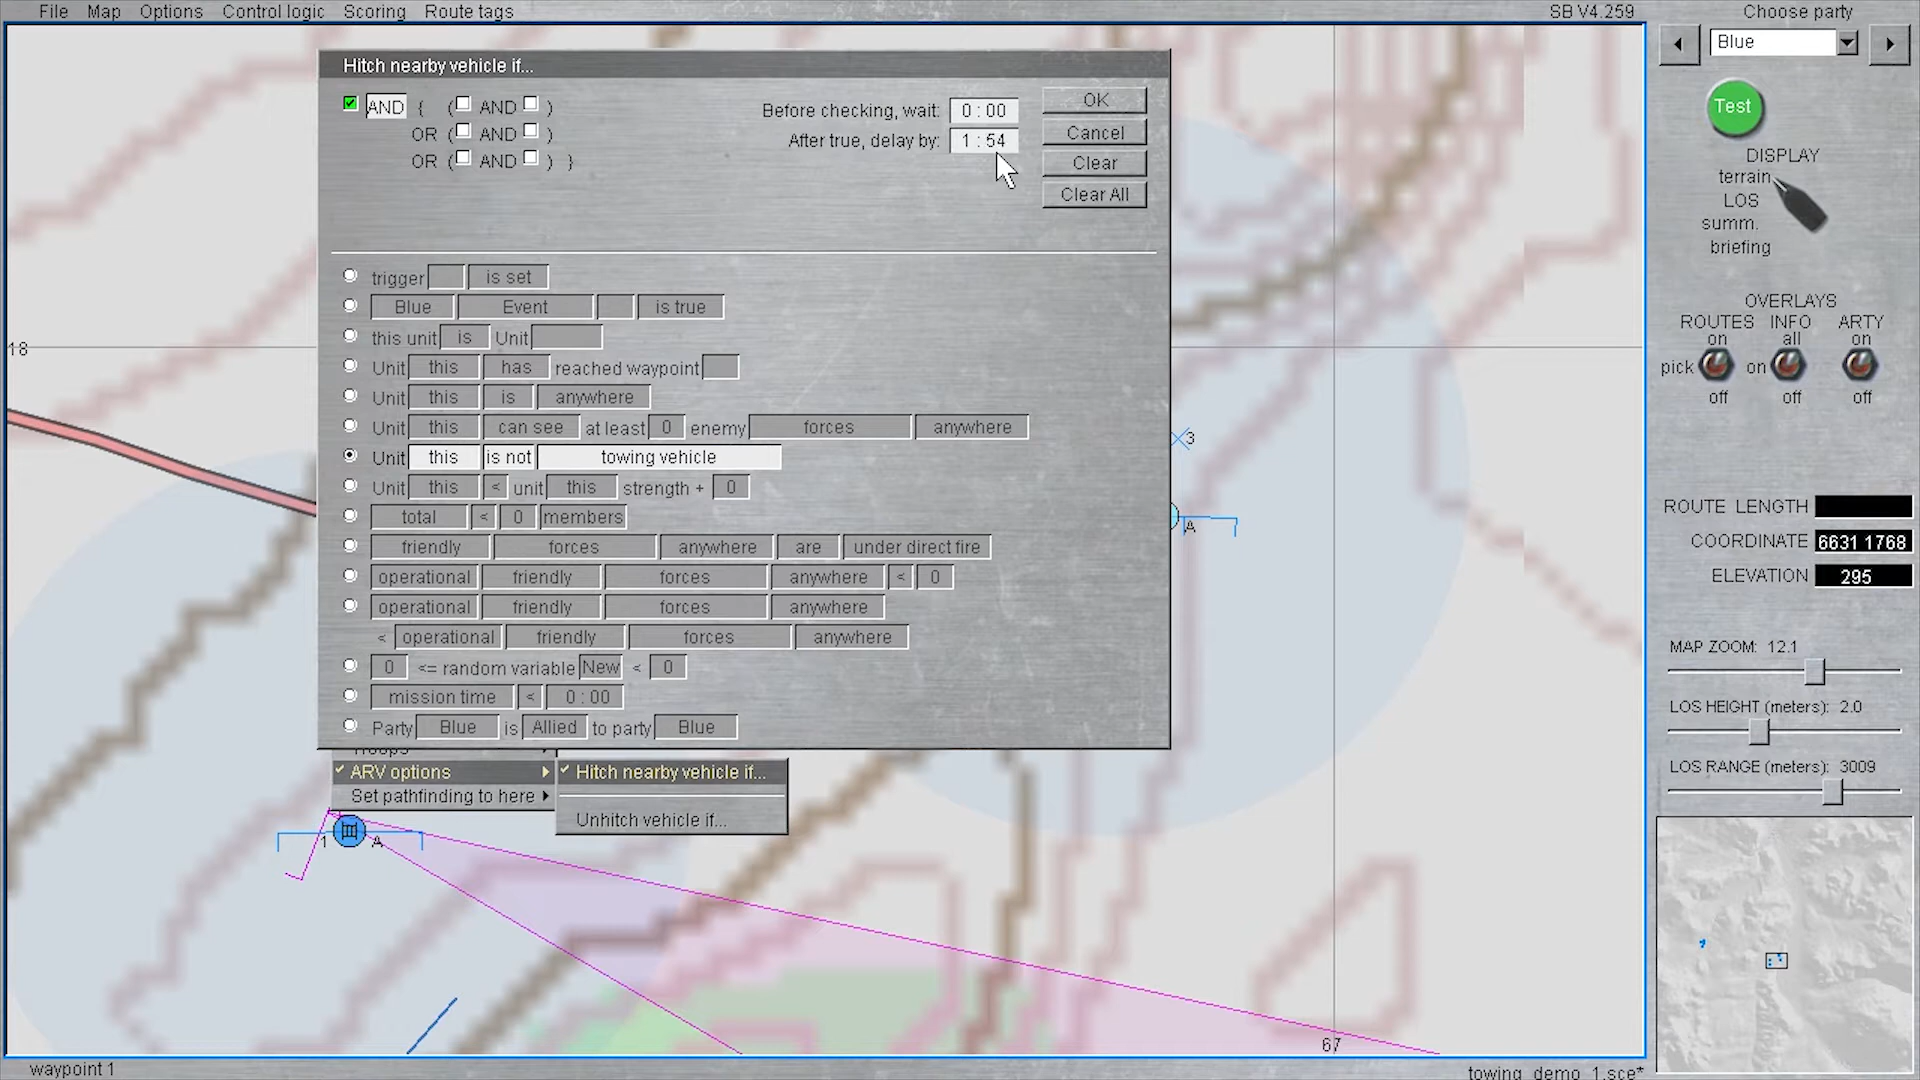 File Map Options Control logic Scoring Route tags SB V4.259
Choose party
Blue
Test
DISPLAY
terrain
LOS
summ.
briefing
OVERLAYS
ROUTES INFO ARTY
on all on
pick on
off off off
ROUTE LENGTH
COORDINATE 6631 1768
ELEVATION 295
MAP ZOOM: 12.1
LOS HEIGHT (meters): 2.0
LOS RANGE (meters): 3009
Hitch nearby vehicle if...
AND { ( AND )
OR ( AND )
OR ( AND ) }
Before checking, wait: 0 : 00
After true, delay by: 1 : 54
OK
Cancel
Clear
Clear All
trigger is set
Blue Event is true
this unit is Unit
Unit this has reached waypoint
Unit this is anywhere
Unit this can see at least 0 enemy forces anywhere
Unit this is not towing vehicle
Unit this < unit this strength + 0
total < 0 members
friendly forces anywhere are under direct fire
operational friendly forces anywhere < 0
operational friendly forces anywhere
< operational friendly forces anywhere
0 <= random variable New < 0
mission time < 0 : 00
Party Blue is Allied to party Blue
ARV options
Set pathfinding to here
Hitch nearby vehicle if...
Unhitch vehicle if...
18
3
A
1 A
67
waypoint 1
towing_demo_1.sce*